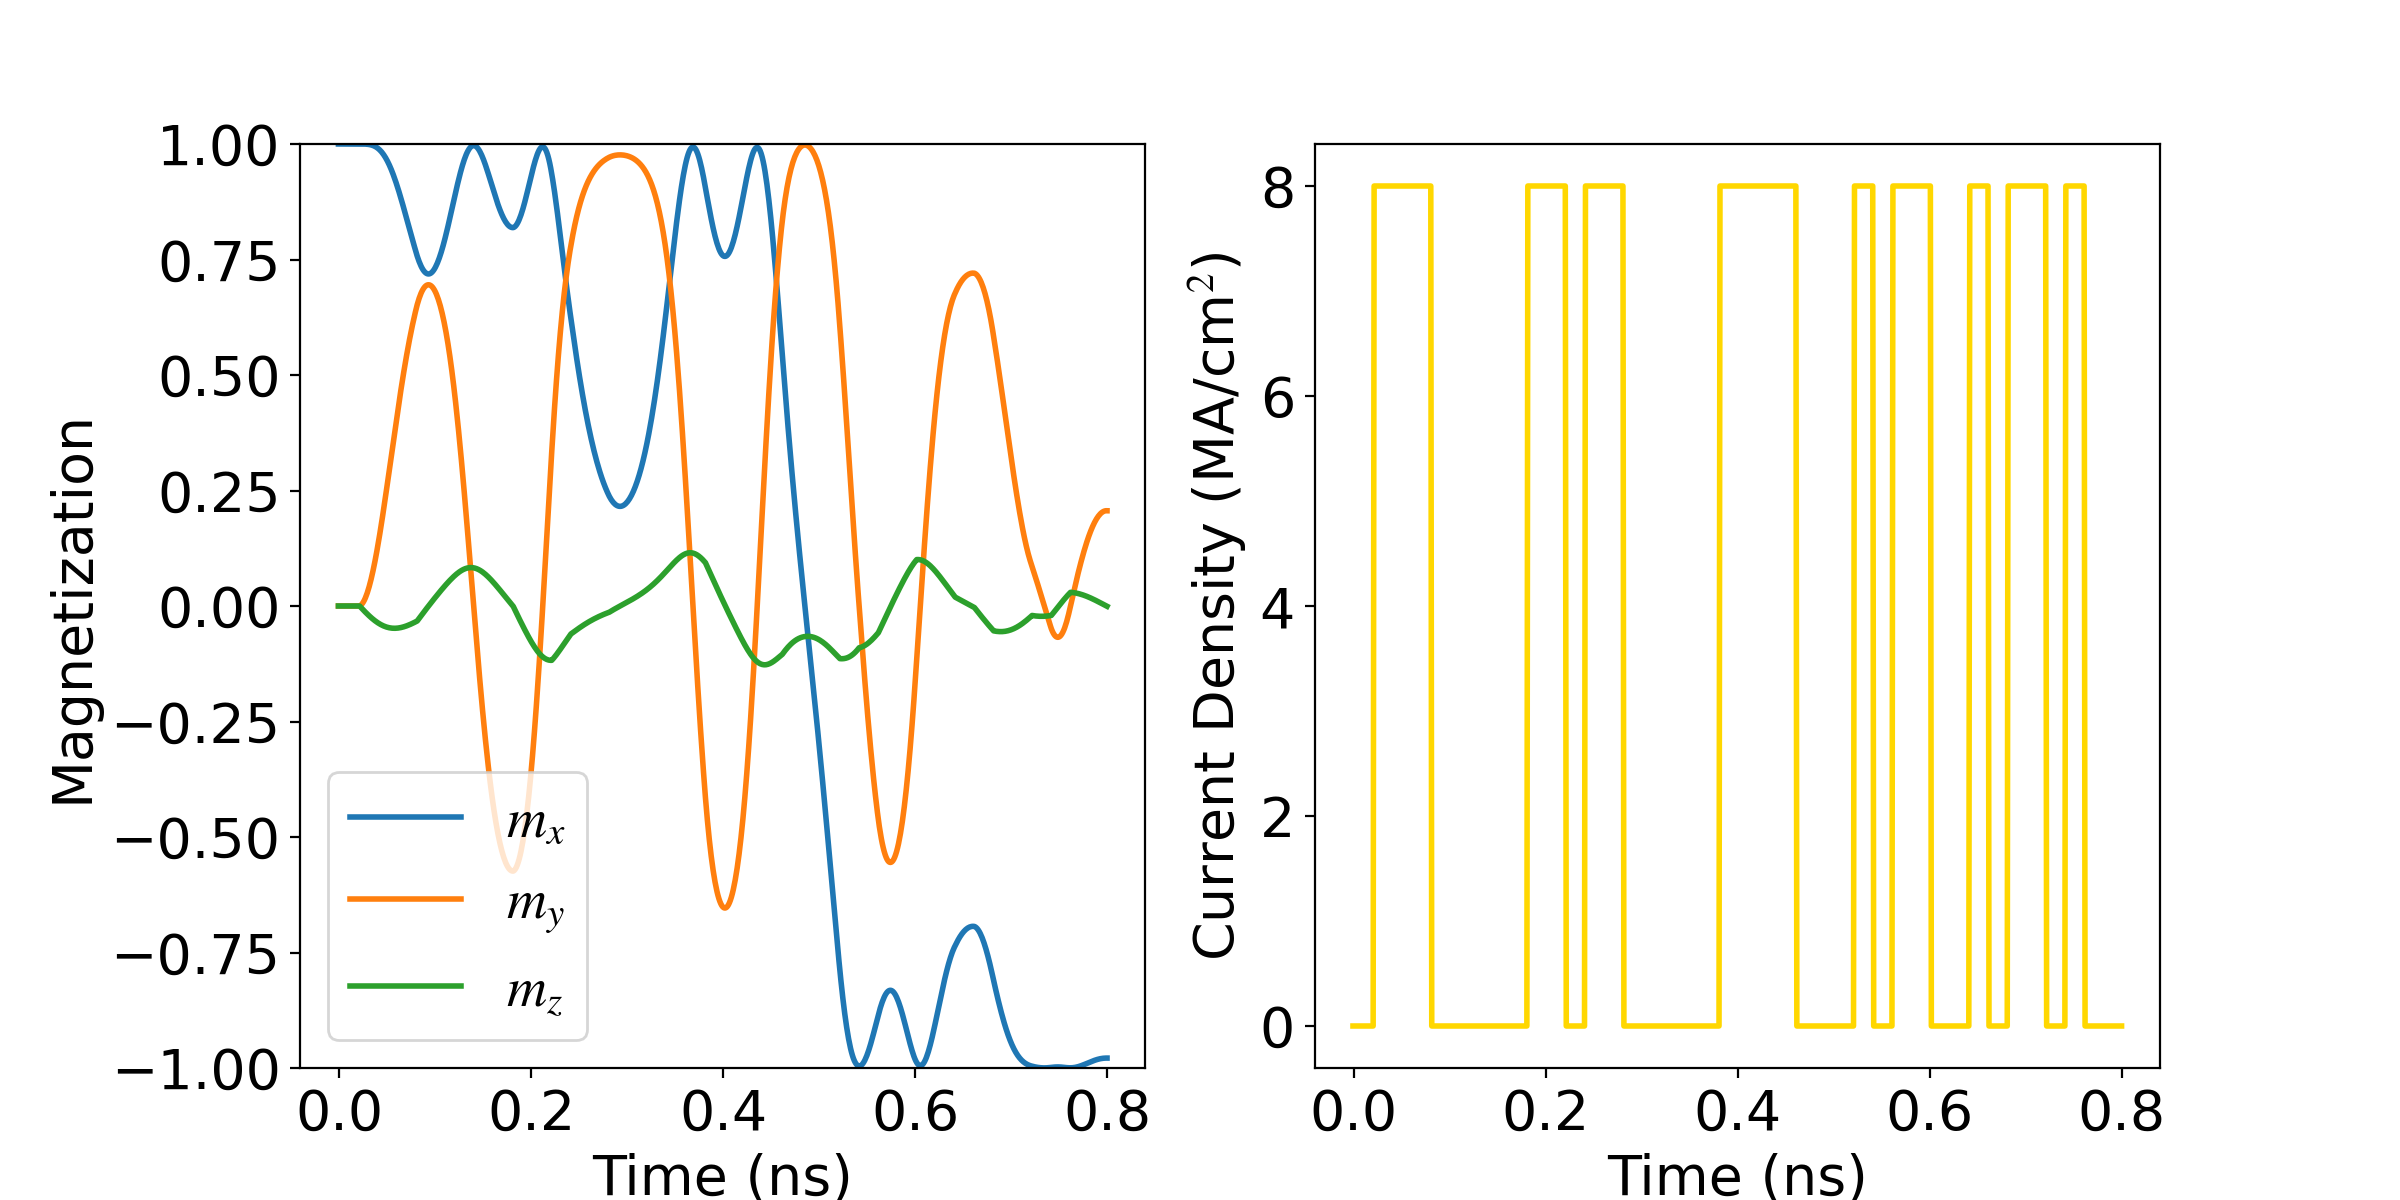 Magnetization
1.00
0.75
0.50
0.25
0.00
−0.25
−0.50
−0.75
−1.00
0.0 0.2 0.4 0.6 0.8
Time (ns)
m_x
m_y
m_z
Current Density (MA/cm²)
8
6
4
2
0
0.0 0.2 0.4 0.6 0.8
Time (ns)